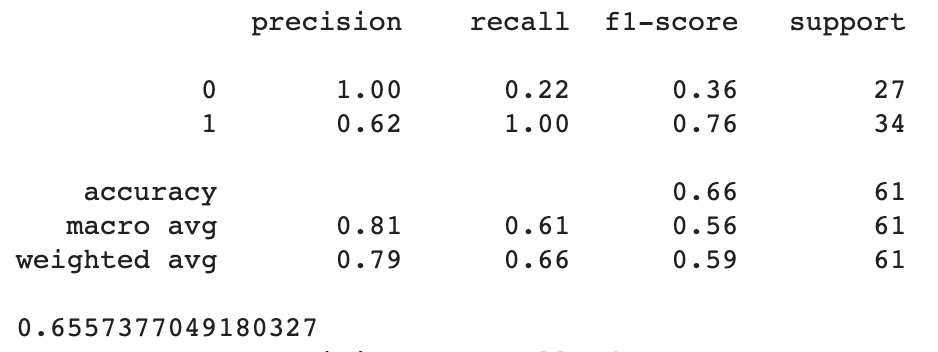 precision recall f1-score support
0 1.00 0.22 0.36 27
1 0.62 1.00 0.76 34
accuracy 0.66 61
macro avg 0.81 0.61 0.56 61
weighted avg 0.79 0.66 0.59 61
0.6557377049180327